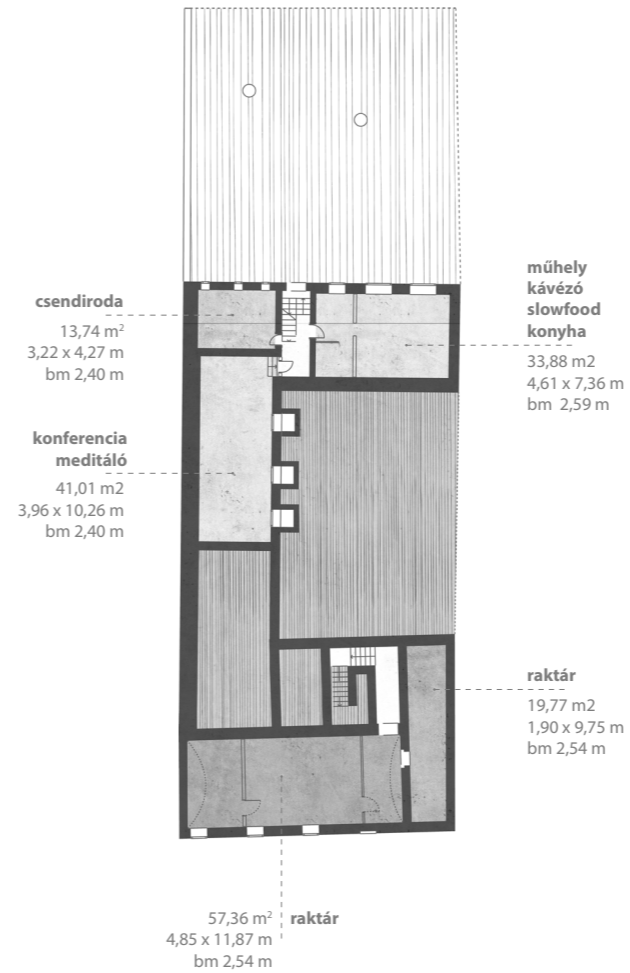 csendiroda
13,74 m²
3,22 x 4,27 m
bm 2,40 m
műhely
kávézó
slowfood
konyha
33,88 m2
4,61 x 7,36 m
bm 2,59 m
konferencia
meditáló
41,01 m2
3,96 x 10,26 m
bm 2,40 m
raktár
19,77 m2
1,90 x 9,75 m
bm 2,54 m
57,36 m² raktár
4,85 x 11,87 m
bm 2,54 m